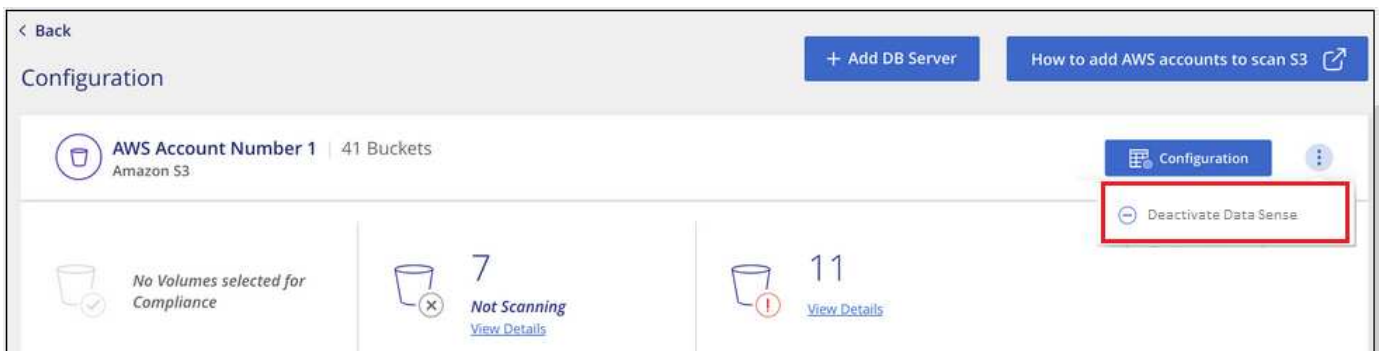 < Back
+ Add DB Server
How to add AWS accounts to scan S3
Configuration
AWS Account Number 1 | 41 Buckets
Amazon S3
Configuration
Deactivate Data Sense
No Volumes selected for
Compliance
7
Not Scanning
View Details
11
View Details